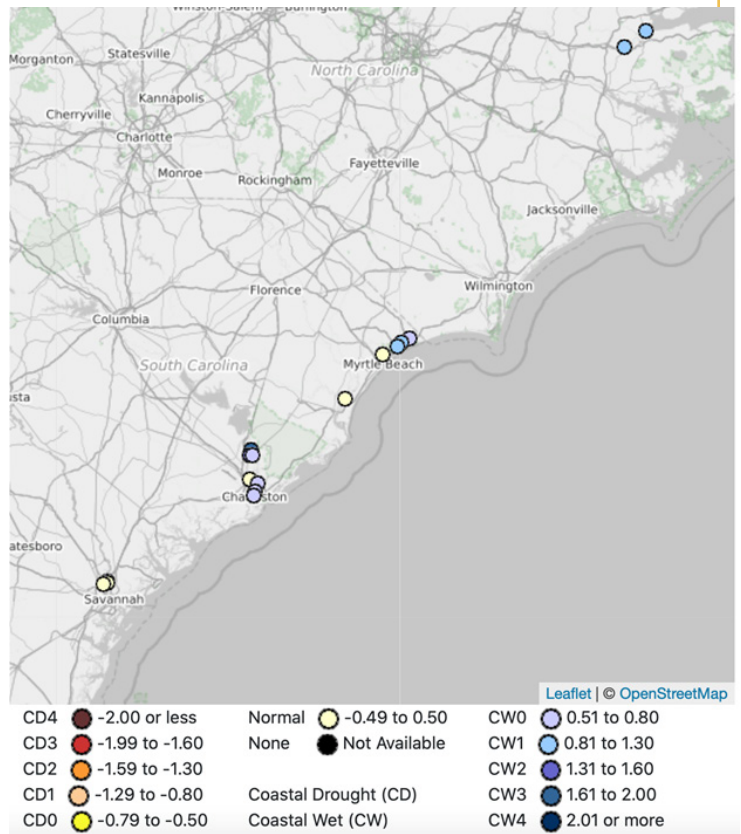 Winston-Salem
Burlington
Morganton
Statesville
North Carolina
Kannapolis
Cherryville
Charlotte
Monroe
Rockingham
Fayetteville
Jacksonville
Florence
Wilmington
Columbia
South Carolina
Myrtle Beach
usta
Charleston
atesboro
Savannah
Leaflet | © OpenStreetMap
CD4 -2.00 or less Normal -0.49 to 0.50 CW0 0.51 to 0.80
CD3 -1.99 to -1.60 None Not Available CW1 0.81 to 1.30
CD2 -1.59 to -1.30 CW2 1.31 to 1.60
CD1 -1.29 to -0.80 Coastal Drought (CD) CW3 1.61 to 2.00
CD0 -0.79 to -0.50 Coastal Wet (CW) CW4 2.01 or more